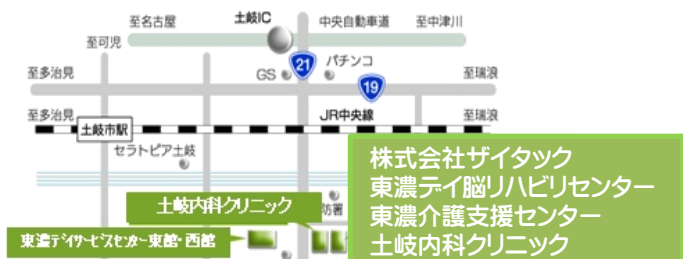 至名古屋
土岐IC
中央自動車道
至中津川
至可児
21
パチンコ
至多治見
GS
19
至瑞浪
至多治見
JR中央線
至瑞浪
土岐市駅
セラトピア土岐
株式会社ザイタック
東濃デイ脳リハビリセンター
東濃介護支援センター
土岐内科クリニック
土岐内科クリニック
防署
東濃デイサービスセンター東館・西館